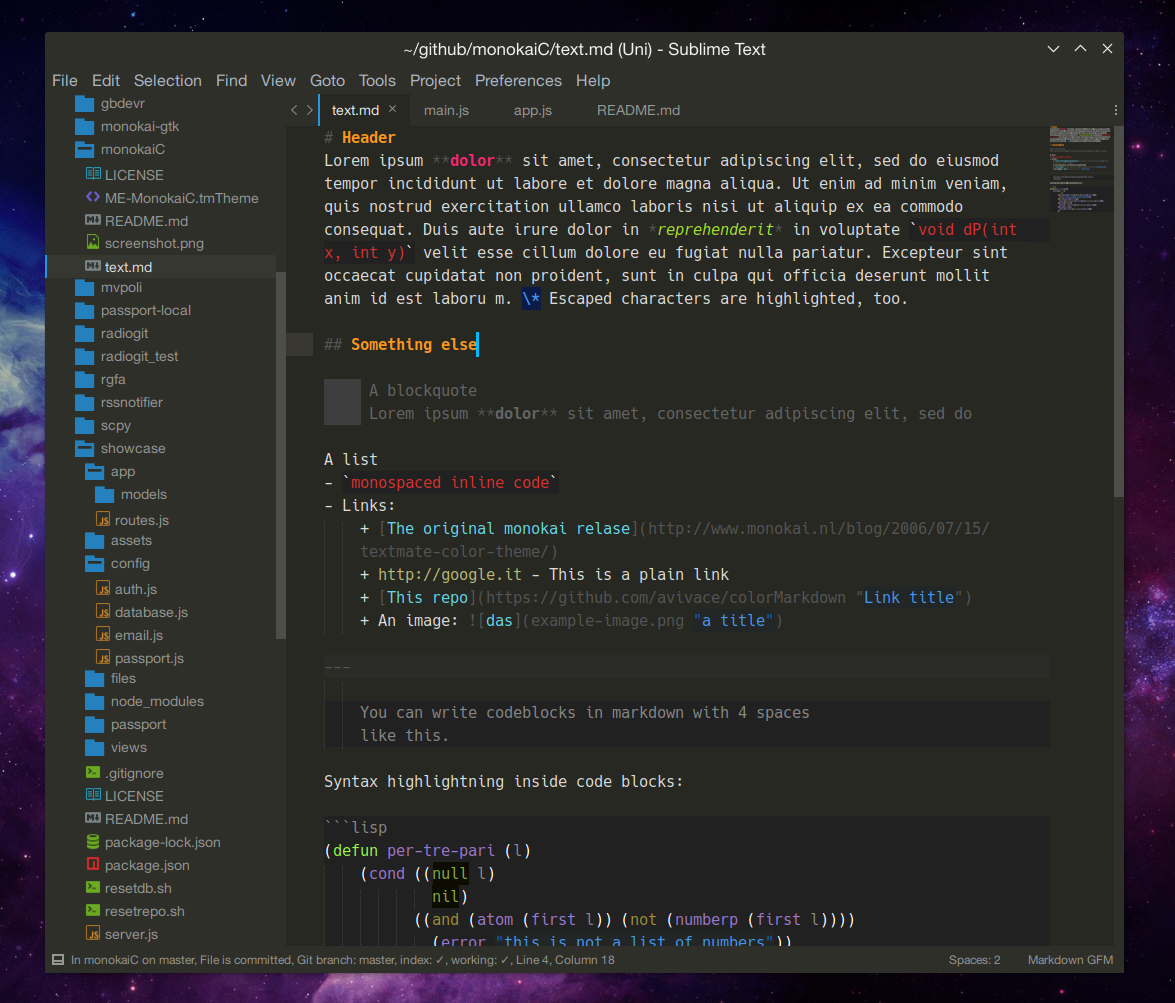 ~/github/monokaiC/text.md (Uni) - Sublime Text
File Edit Selection Find View Goto Tools Project Preferences Help
gbdevr
monokai-gtk
monokaiC
LICENSE
ME-MonokaiC.tmTheme
README.md
screenshot.png
text.md
mvpoli
passport-local
radiogit
radiogit_test
rgfa
rssnotifier
scpy
showcase
app
models
routes.js
assets
config
auth.js
database.js
email.js
passport.js
files
node_modules
passport
views
.gitignore
LICENSE
README.md
package-lock.json
package.json
resetdb.sh
resetrepo.sh
server.js
text.md × main.js app.js README.md
# Header
Lorem ipsum **dolor** sit amet, consectetur adipiscing elit, sed do eiusmod
tempor incididunt ut labore et dolore magna aliqua. Ut enim ad minim veniam,
quis nostrud exercitation ullamco laboris nisi ut aliquip ex ea commodo
consequat. Duis aute irure dolor in *reprehenderit* in voluptate `void dP(int
x, int y)` velit esse cillum dolore eu fugiat nulla pariatur. Excepteur sint
occaecat cupidatat non proident, sunt in culpa qui officia deserunt mollit
anim id est laboru m. \* Escaped characters are highlighted, too.
## Something else
A blockquote
Lorem ipsum **dolor** sit amet, consectetur adipiscing elit, sed do
A list
- `monospaced inline code`
- Links:
+ [The original monokai relase](http://www.monokai.nl/blog/2006/07/15/
textmate-color-theme/)
+ http://google.it - This is a plain link
+ [This repo](https://github.com/avivace/colorMarkdown "Link title")
+ An image: ![das](example-image.png "a title")
---
You can write codeblocks in markdown with 4 spaces
like this.
Syntax highlightning inside code blocks:
```lisp
(defun per-tre-pari (l)
(cond ((null l)
nil)
((and (atom (first l)) (not (numberp (first l))))
(error "this is not a list of numbers"))
In monokaiC on master, File is committed, Git branch: master, index: ✓, working: ✓, Line 4, Column 18
Spaces: 2 Markdown GFM